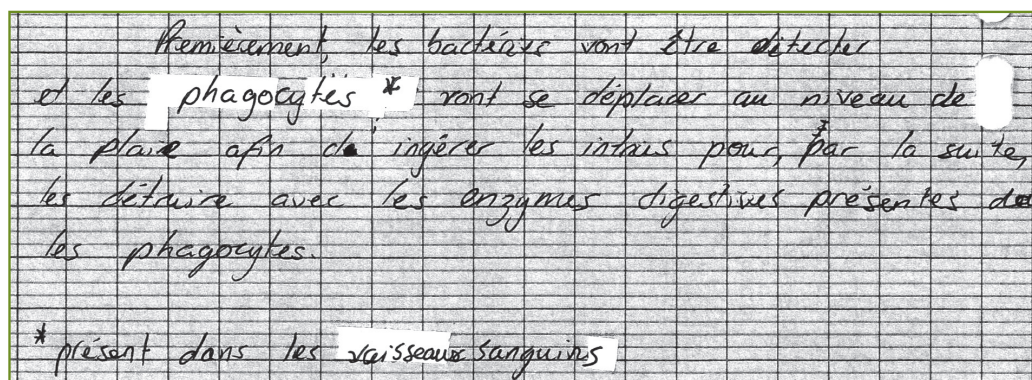 Premièrement, les bactéries vont être détecter
et les phagocytes * vont se déplacer au niveau de
la plaie afin de ingérer les intrus pour, par la suite,
les détruire avec les enzymes digestives présentes
les phagocytes.
* présent dans les vaisseaux sanguins